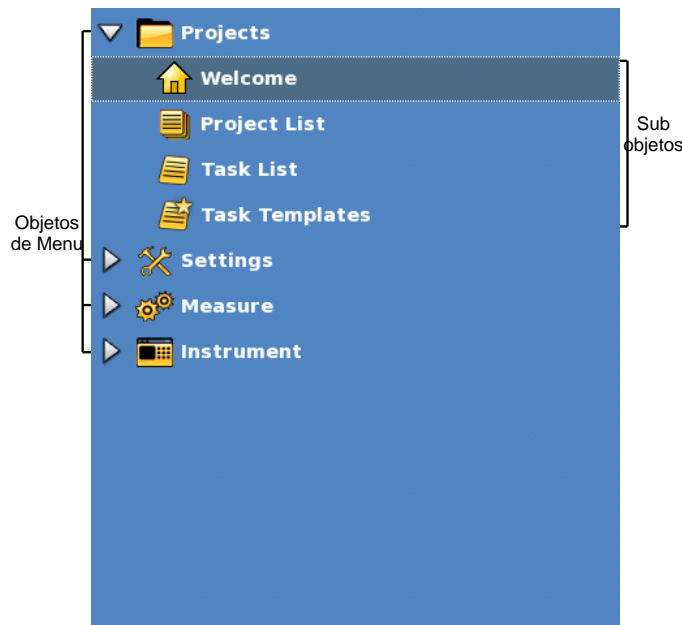 Projects
Welcome
Project List
Task List
Task Templates
Settings
Measure
Instrument
Objetos
de Menu
Sub
objetos